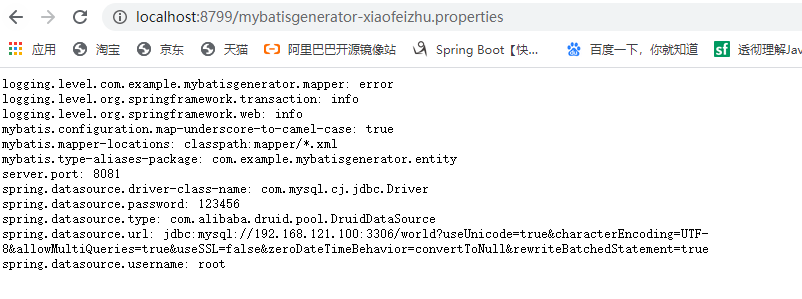 localhost:8799/mybatisgenerator-xiaofeizhu.properties
应用 淘宝 京东 天猫 阿里巴巴开源镜像站 Spring Boot【快... 百度一下，你就知道 sf 透彻理解Jav
logging.level.com.example.mybatisgenerator.mapper: error
logging.level.org.springframework.transaction: info
logging.level.org.springframework.web: info
mybatis.configuration.map-underscore-to-camel-case: true
mybatis.mapper-locations: classpath:mapper/*.xml
mybatis.type-aliases-package: com.example.mybatisgenerator.entity
server.port: 8081
spring.datasource.driver-class-name: com.mysql.cj.jdbc.Driver
spring.datasource.password: 123456
spring.datasource.type: com.alibaba.druid.pool.DruidDataSource
spring.datasource.url: jdbc:mysql://192.168.121.100:3306/world?useUnicode=true&characterEncoding=UTF-
8&allowMultiQueries=true&useSSL=false&zeroDateTimeBehavior=convertToNull&rewriteBatchedStatement=true
spring.datasource.username: root